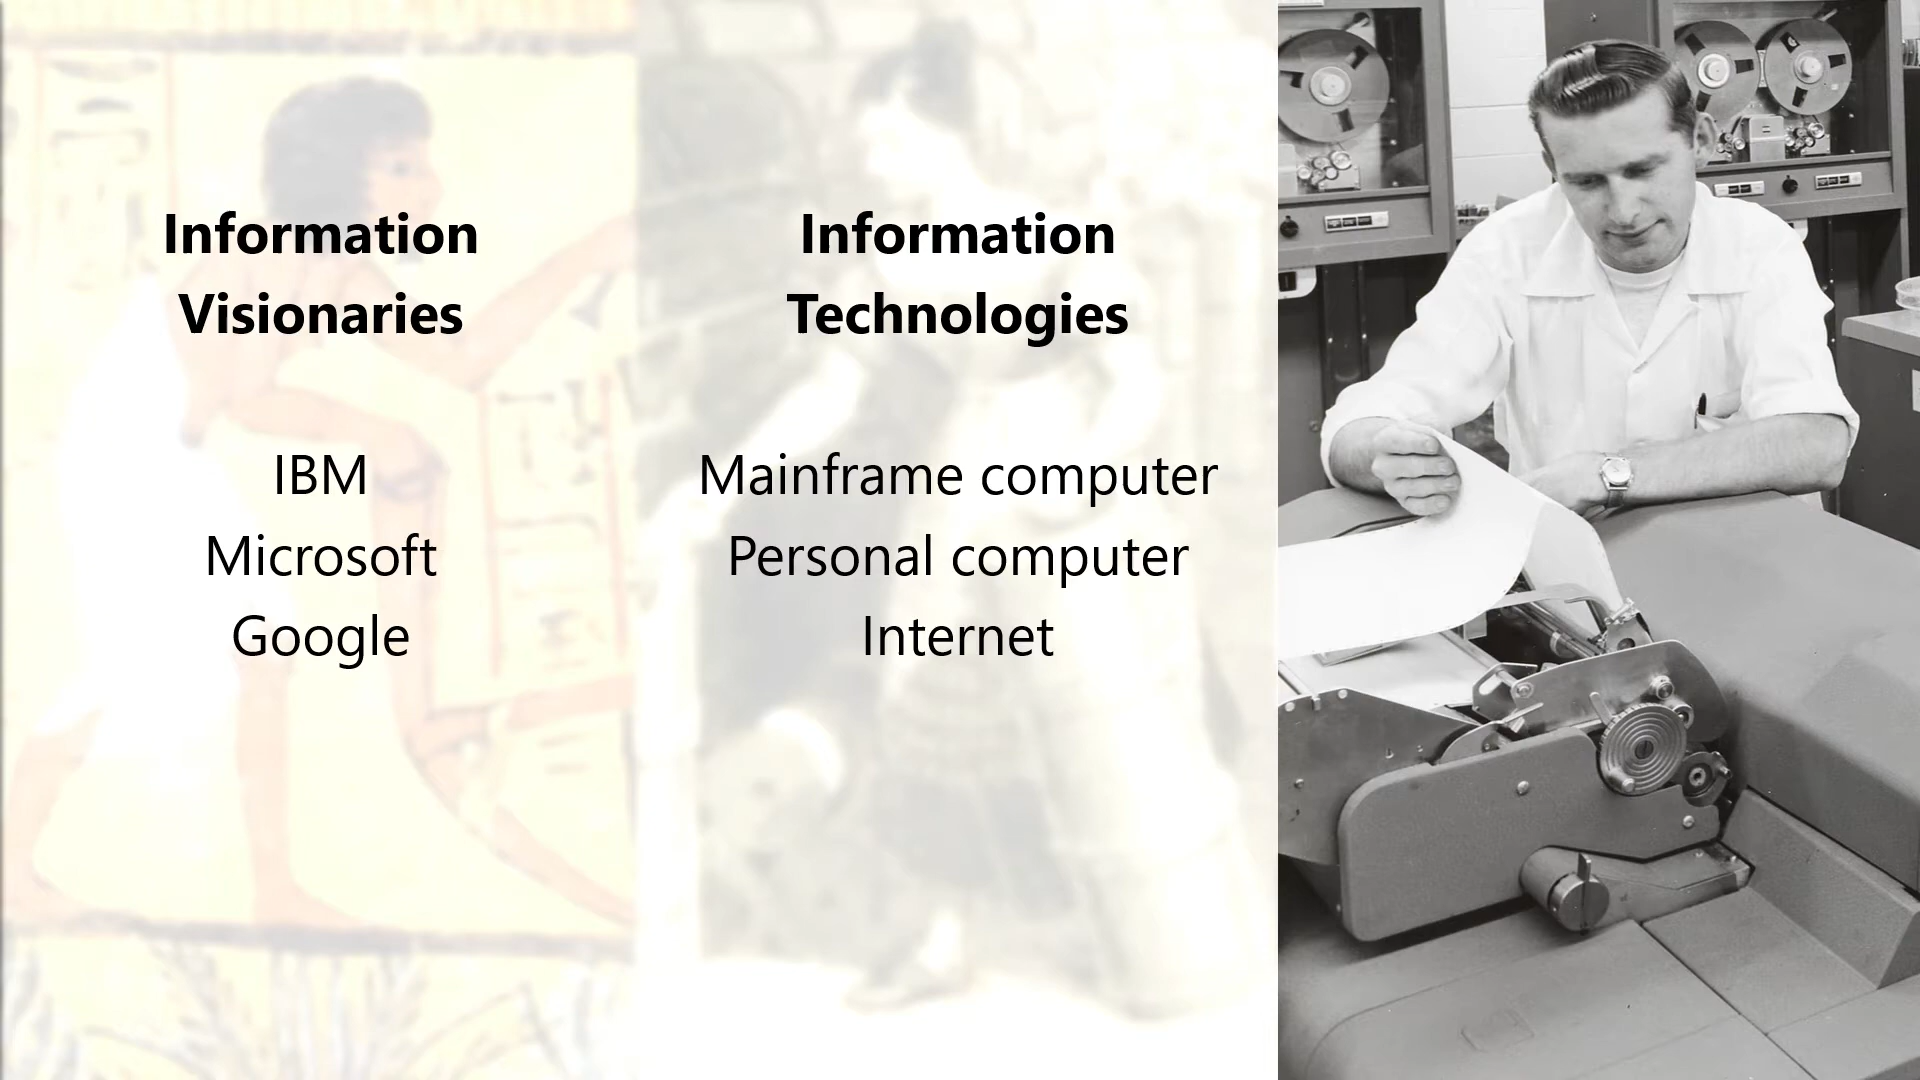 Information
Visionaries
IBM
Microsoft
Google
Information
Technologies
Mainframe computer
Personal computer
Internet